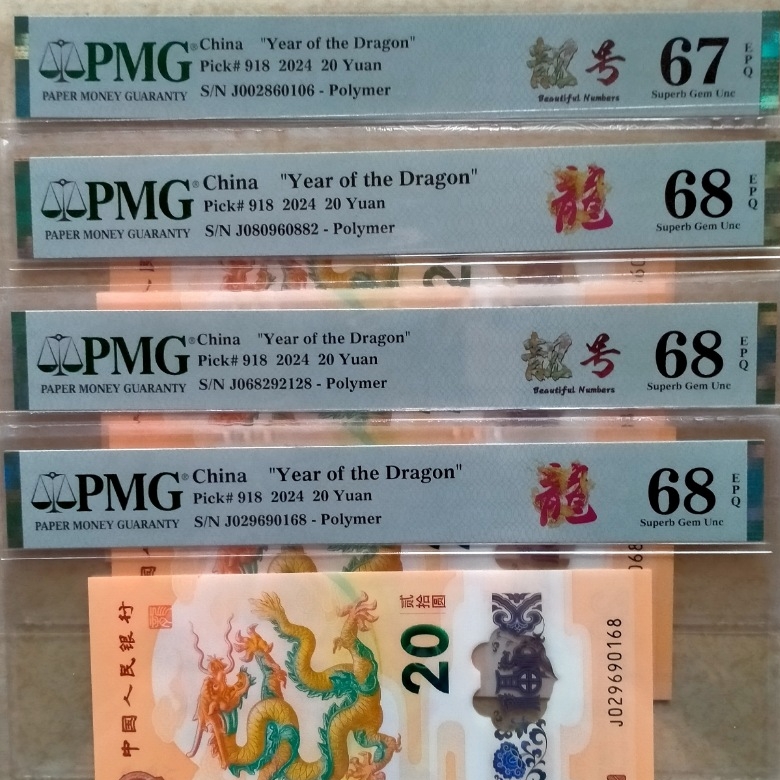 PMG® China "Year of the Dragon"
Pick# 918 2024 20 Yuan
S/N J002860106 - Polymer
PAPER MONEY GUARANTY
靓号
Beautiful Numbers
67 EPQ
Superb Gem Unc
PMG® China "Year of the Dragon"
Pick# 918 2024 20 Yuan
S/N J080960882 - Polymer
PAPER MONEY GUARANTY
龍
68 EPQ
Superb Gem Unc
PMG® China "Year of the Dragon"
Pick# 918 2024 20 Yuan
S/N J068292128 - Polymer
PAPER MONEY GUARANTY
靓号
Beautiful Numbers
68 EPQ
Superb Gem Unc
PMG® China "Year of the Dragon"
Pick# 918 2024 20 Yuan
S/N J029690168 - Polymer
PAPER MONEY GUARANTY
龍
68 EPQ
Superb Gem Unc
中国人民银行
贰拾圆
20
J029690168